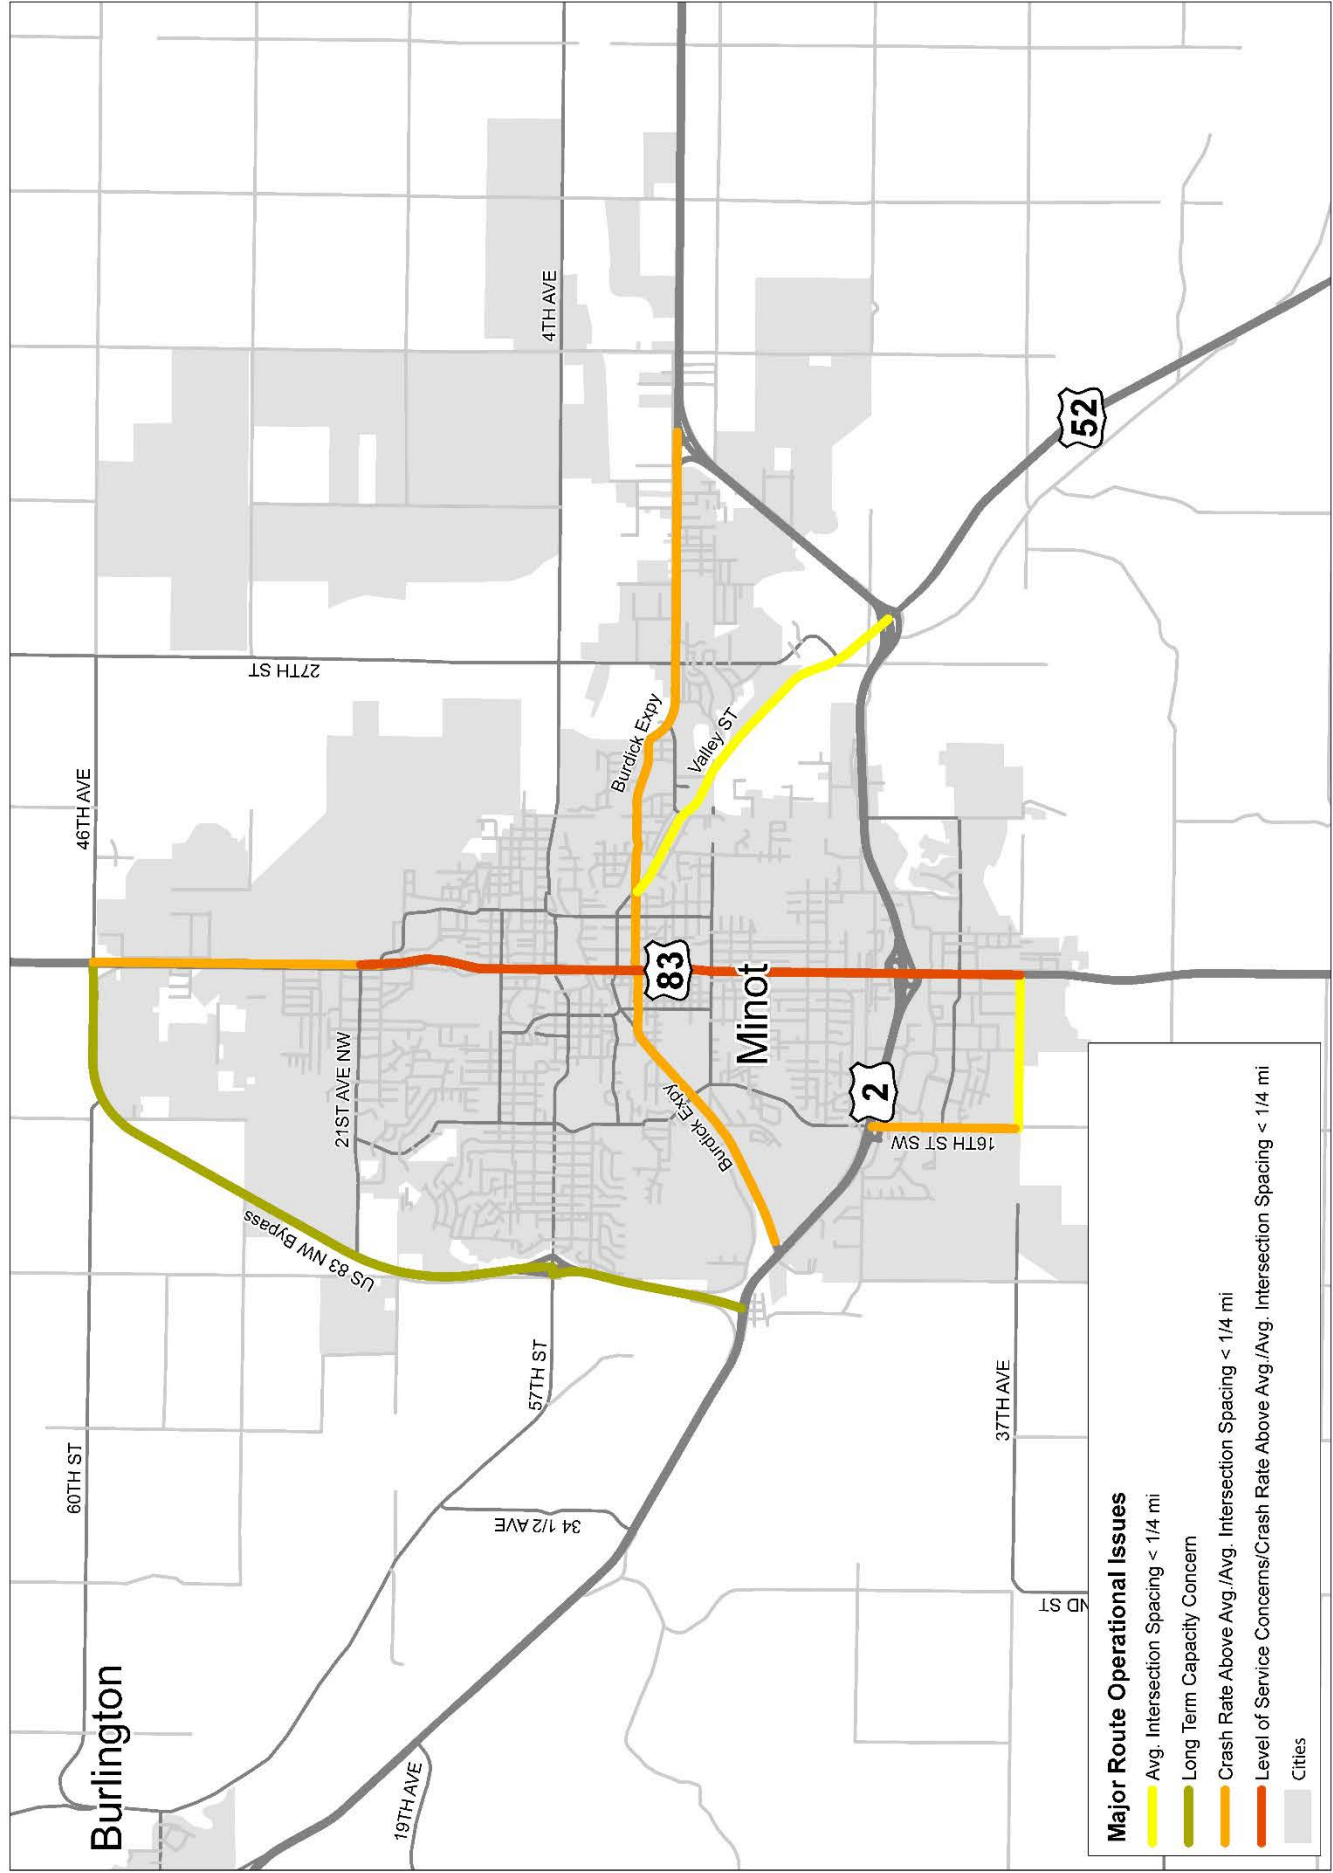 Burlington
60TH ST
46TH AVE
19TH AVE
34 1/2 AVE
57TH ST
US 83 NW Bypass
21ST AVE NW
27TH ST
4TH AVE
Burdick Expy
Burdick Expy
Valley ST
83
Minot
2
52
16TH ST SW
37TH AVE
ND ST
Major Route Operational Issues
Avg. Intersection Spacing < 1/4 mi
Long Term Capacity Concern
Crash Rate Above Avg./Avg. Intersection Spacing < 1/4 mi
Level of Service Concerns/Crash Rate Above Avg./Avg. Intersection Spacing < 1/4 mi
Cities